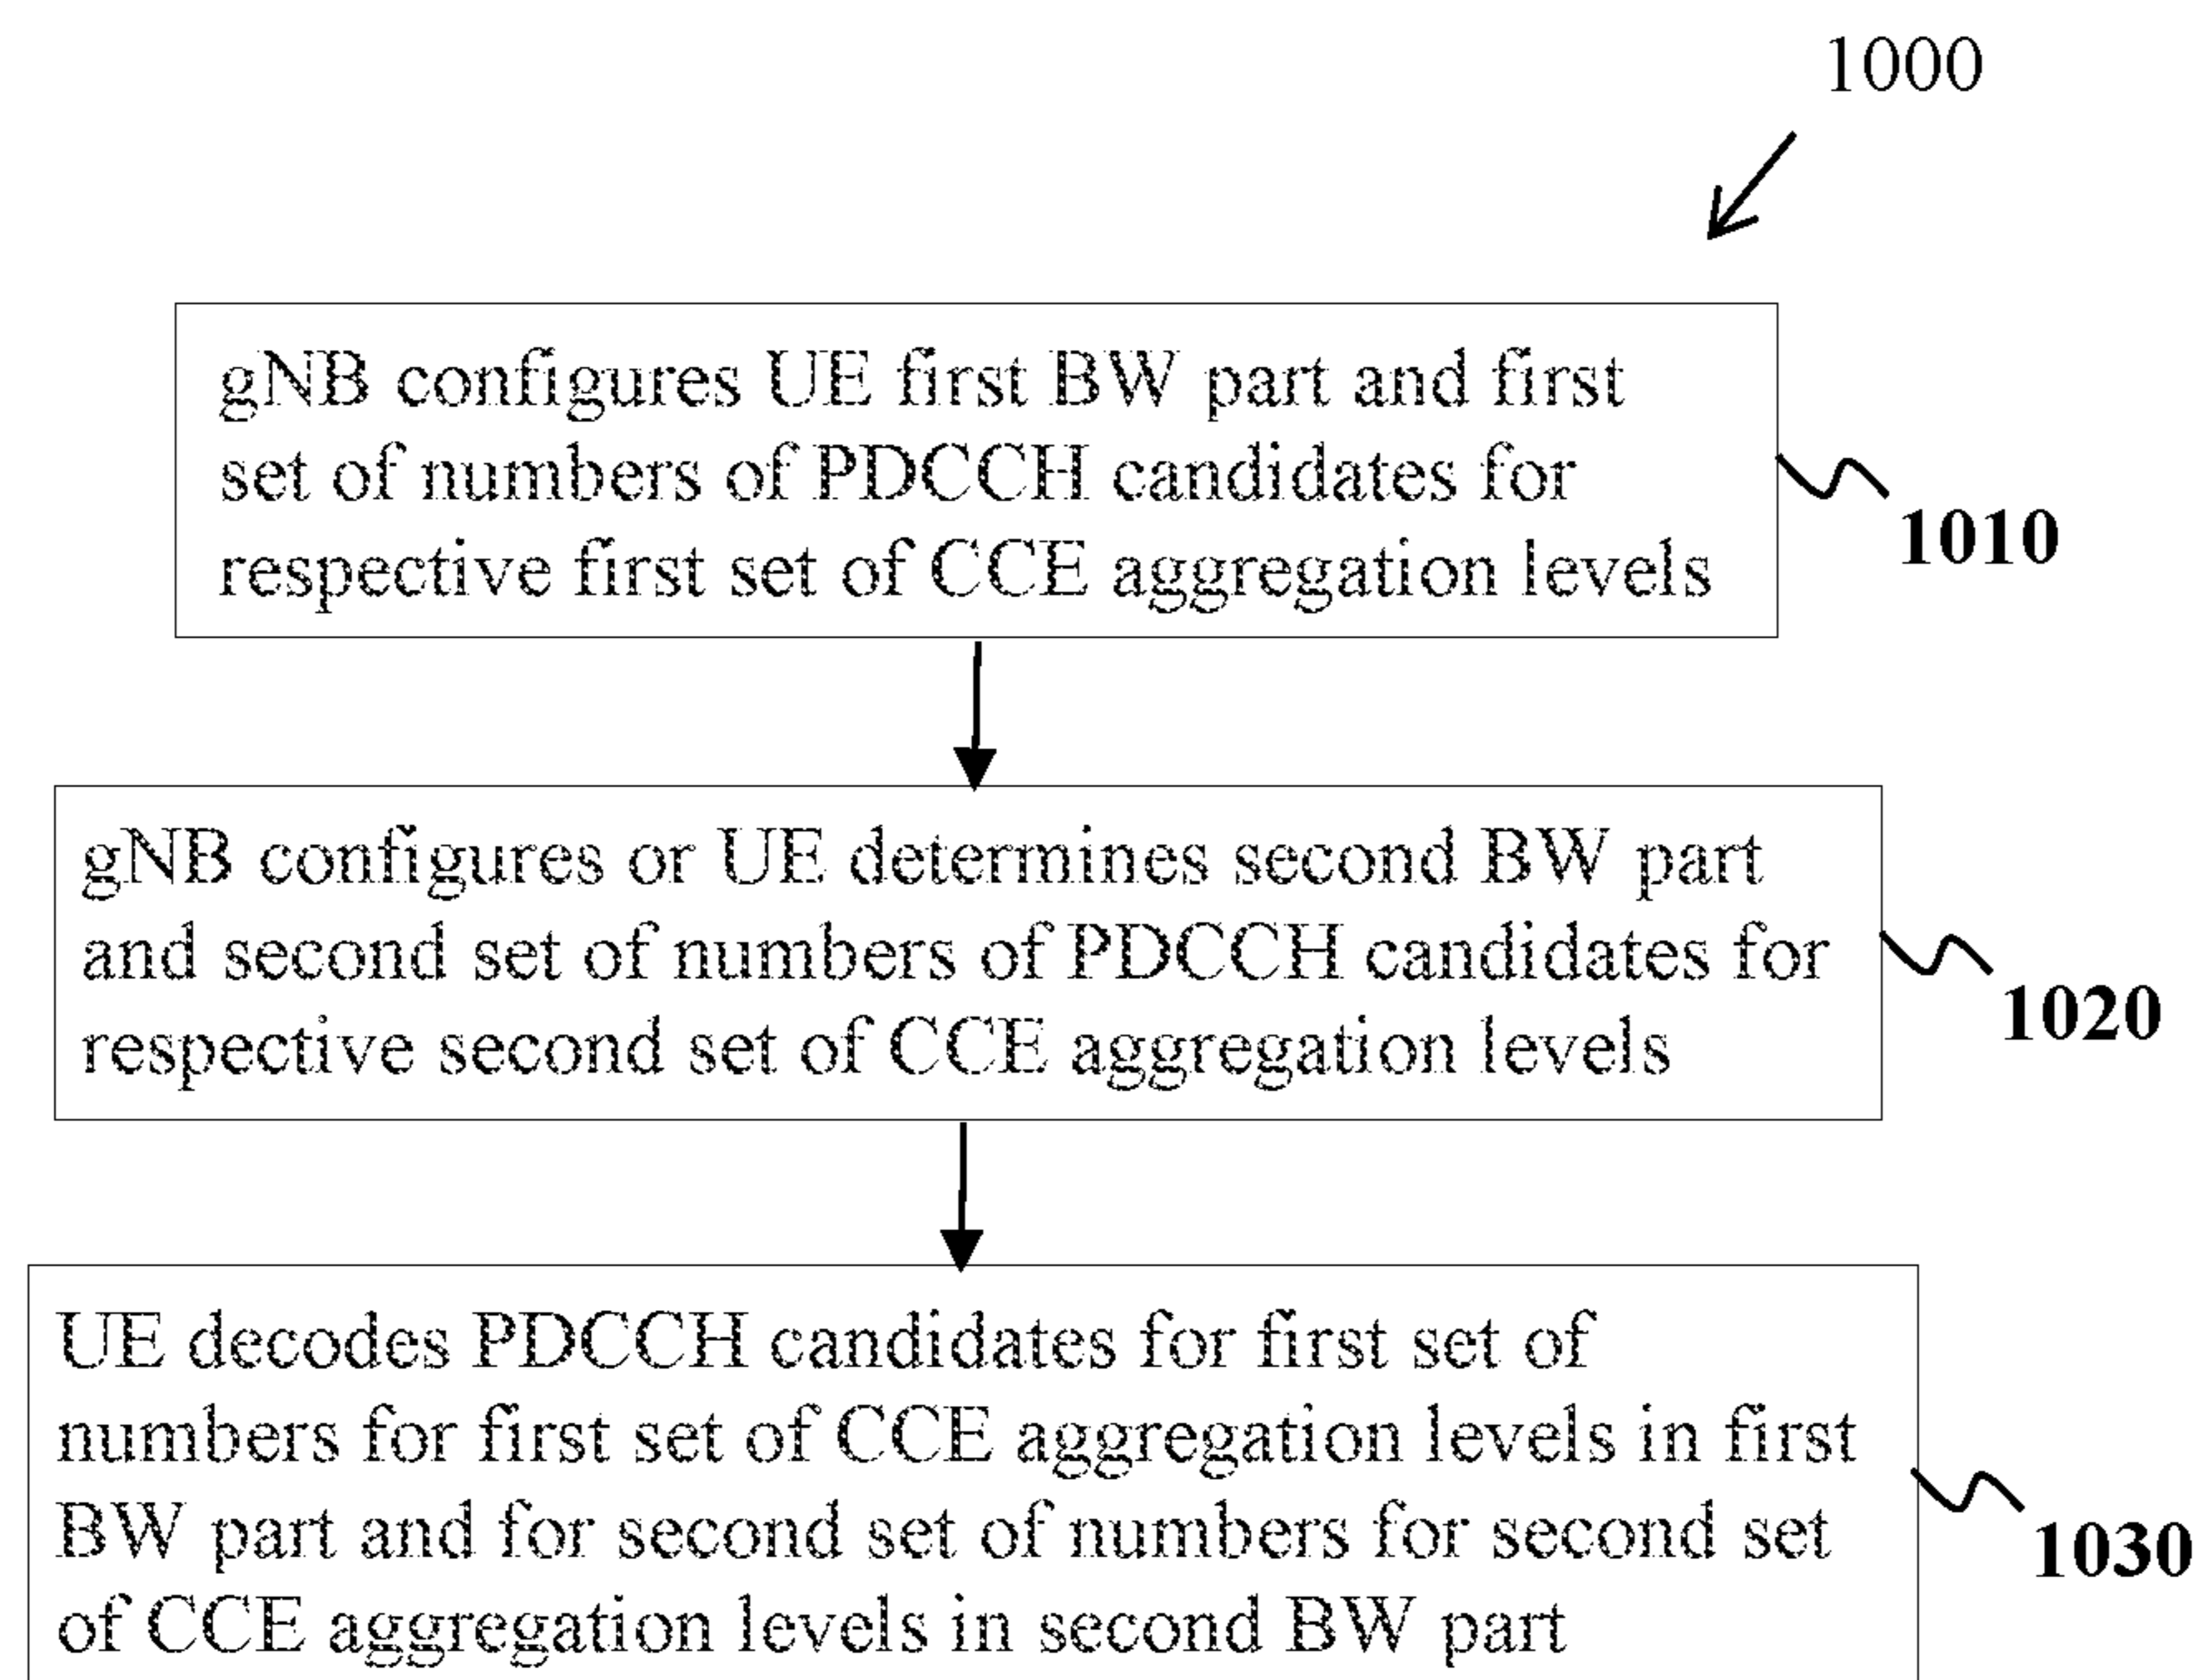 1000
gNB configures UE first BW part and first
set of numbers of PDCCH candidates for
respective first set of CCE aggregation levels
1010
gNB configures or UE determines second BW part
and second set of numbers of PDCCH candidates for
respective second set of CCE aggregation levels
1020
UE decodes PDCCH candidates for first set of
numbers for first set of CCE aggregation levels in first
BW part and for second set of numbers for second set
of CCE aggregation levels in second BW part
1030